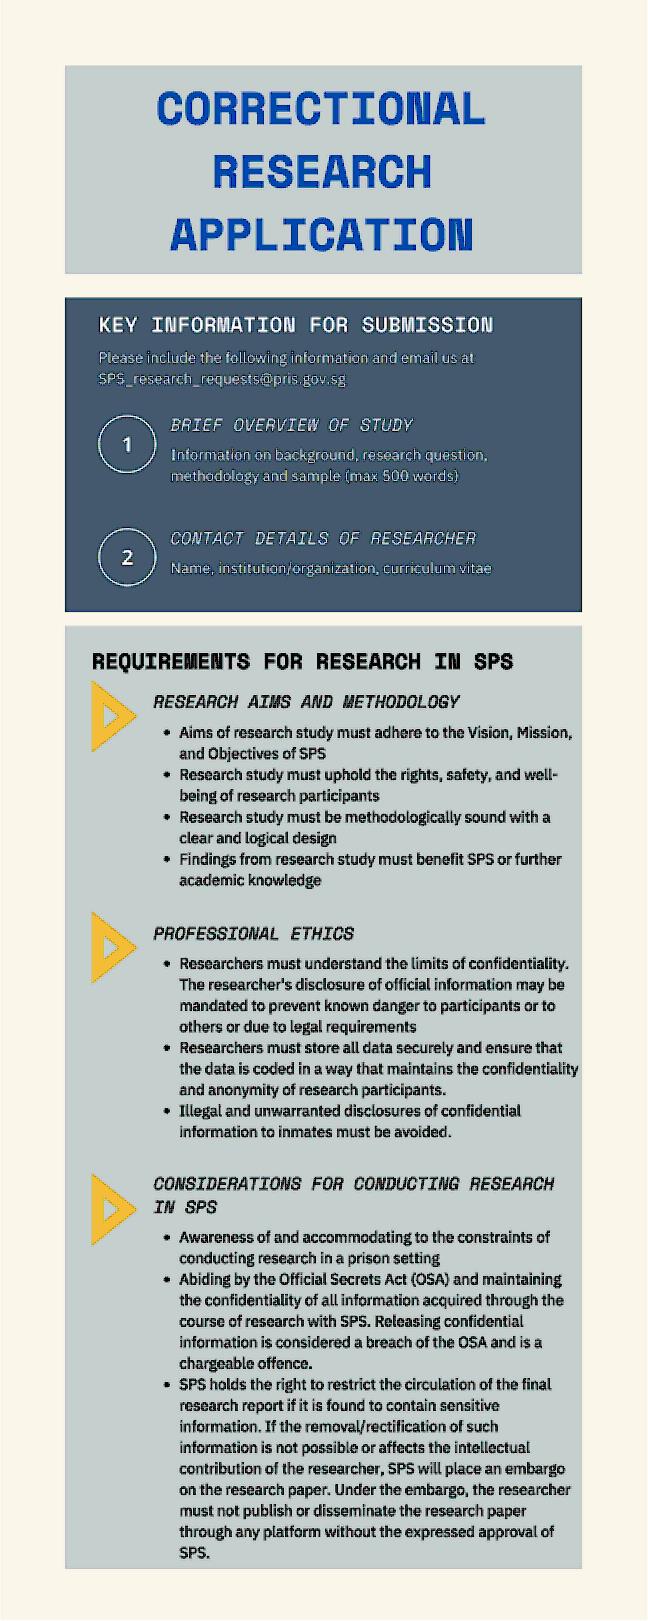 CORRECTIONAL
RESEARCH
APPLICATION
KEY INFORMATION FOR SUBMISSION
Please include the following information and email us at
SPS_research_requests@pris.gov.sg
1
BRIEF OVERVIEW OF STUDY
Information on background, research question,
methodology and sample (max 500 words)
2
CONTACT DETAILS OF RESEARCHER
Name, institution/organization, curriculum vitae
REQUIREMENTS FOR RESEARCH IN SPS
RESEARCH AIMS AND METHODOLOGY
• Aims of research study must adhere to the Vision, Mission,
and Objectives of SPS
• Research study must uphold the rights, safety, and well-
being of research participants
• Research study must be methodologically sound with a
clear and logical design
• Findings from research study must benefit SPS or further
academic knowledge
PROFESSIONAL ETHICS
• Researchers must understand the limits of confidentiality.
The researcher's disclosure of official information may be
mandated to prevent known danger to participants or to
others or due to legal requirements
• Researchers must store all data securely and ensure that
the data is coded in a way that maintains the confidentiality
and anonymity of research participants.
• Illegal and unwarranted disclosures of confidential
information to inmates must be avoided.
CONSIDERATIONS FOR CONDUCTING RESEARCH
IN SPS
• Awareness of and accommodating to the constraints of
conducting research in a prison setting
• Abiding by the Official Secrets Act (OSA) and maintaining
the confidentiality of all information acquired through the
course of research with SPS. Releasing confidential
information is considered a breach of the OSA and is a
chargeable offence.
• SPS holds the right to restrict the circulation of the final
research report if it is found to contain sensitive
information. If the removal/rectification of such
information is not possible or affects the intellectual
contribution of the researcher, SPS will place an embargo
on the research paper. Under the embargo, the researcher
must not publish or disseminate the research paper
through any platform without the expressed approval of
SPS.